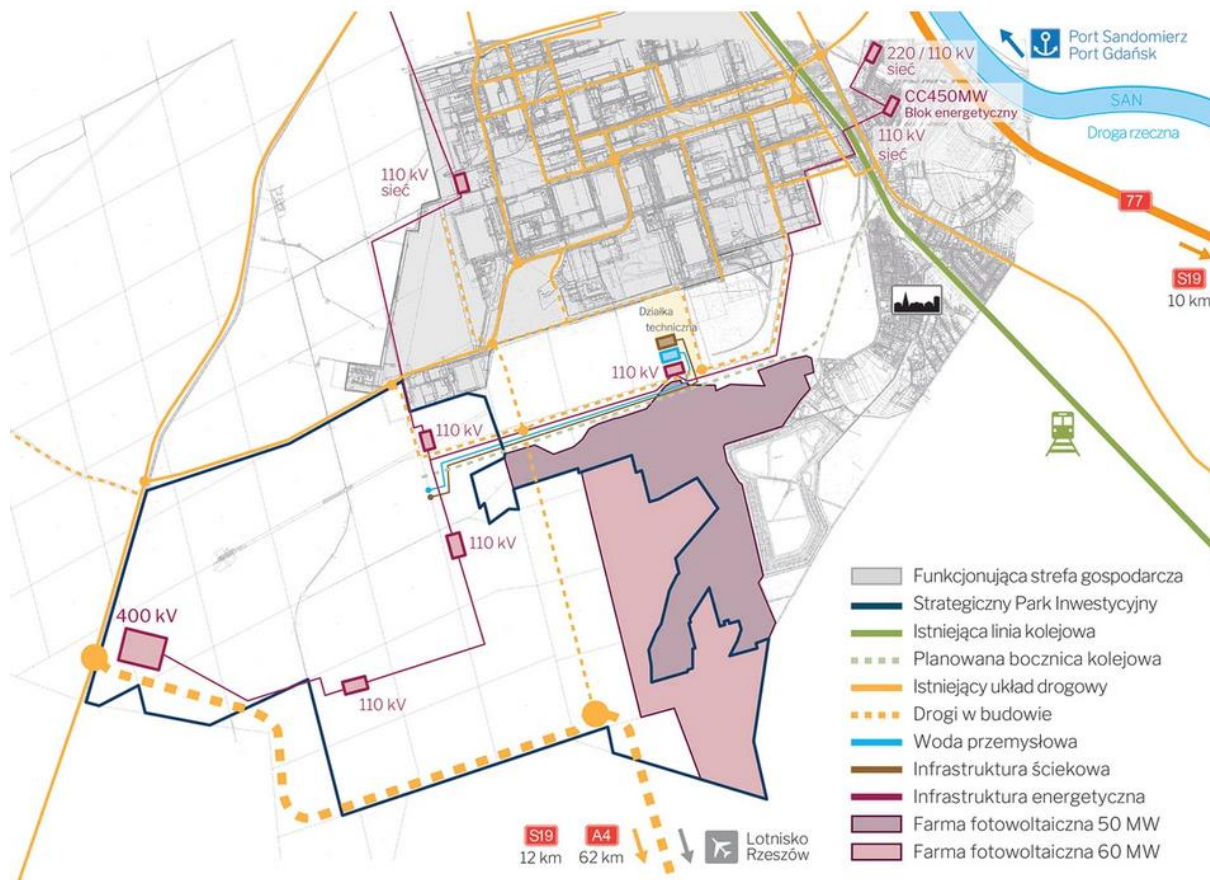 Port Sandomierz
Port Gdańsk
220 / 110 kV
sieć
CC450MW
Blok energetyczny
SAN
Droga rzeczna
110 kV
sieć
110 kV
sieć
77
S19
10 km
Działka
techniczna
110 kV
110 kV
110 kV
400 kV
110 kV
Funkcjonująca strefa gospodarcza
Strategiczny Park Inwestycyjny
Istniejąca linia kolejowa
Planowana bocznica kolejowa
Istniejący układ drogowy
Drogi w budowie
Woda przemysłowa
Infrastruktura ściekowa
Infrastruktura energetyczna
Farma fotowoltaiczna 50 MW
Farma fotowoltaiczna 60 MW
S19
12 km
A4
62 km
Lotnisko
Rzeszów